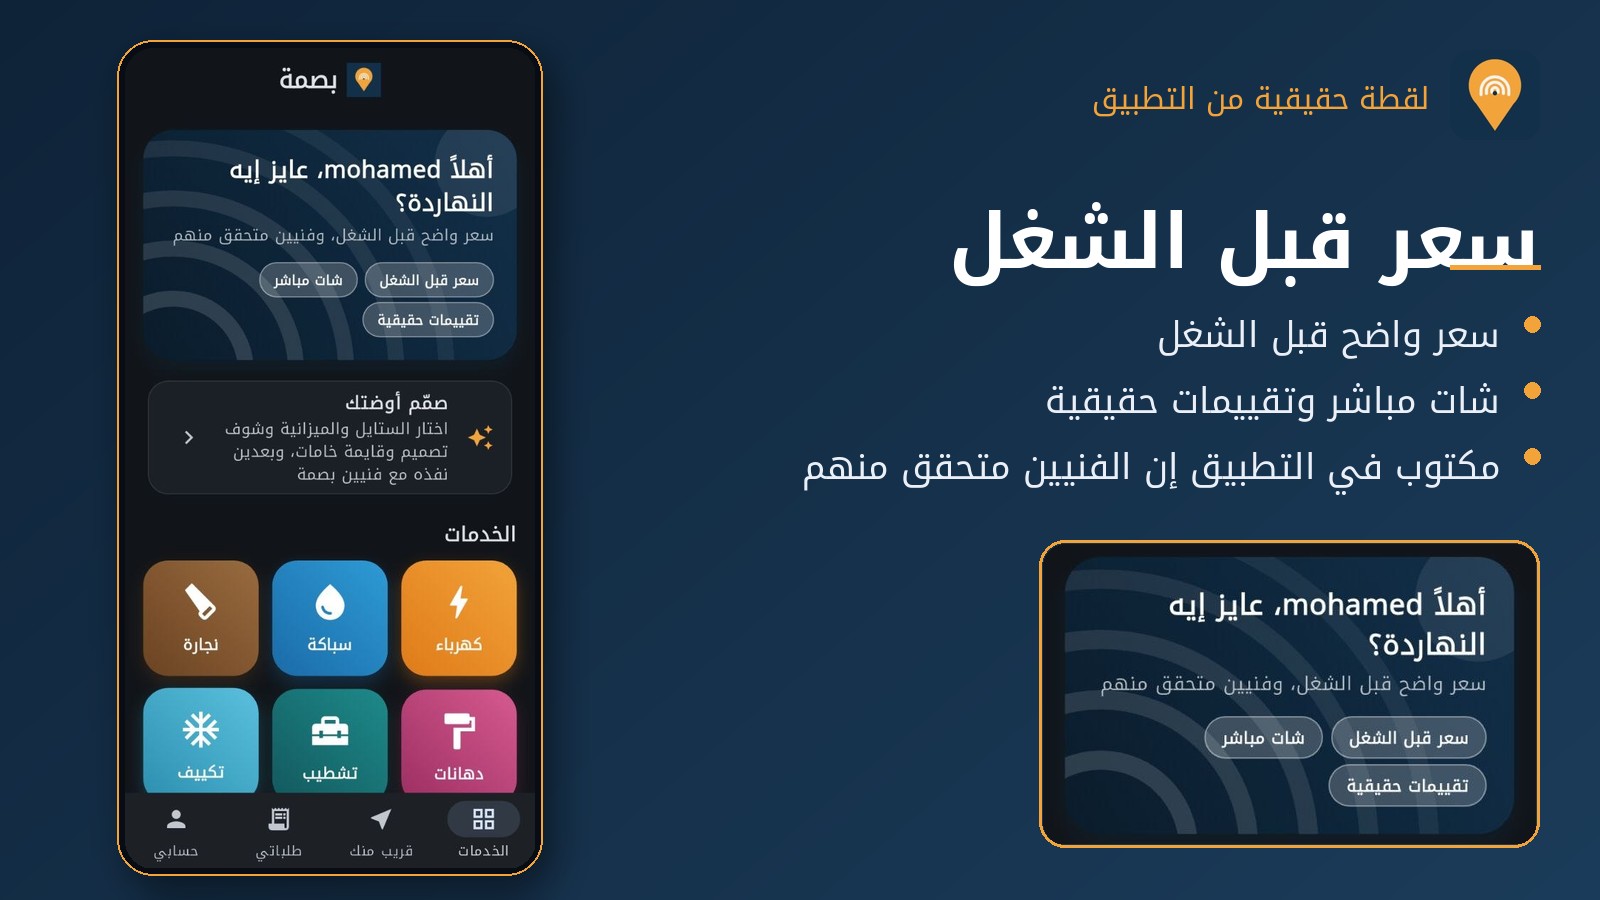 لقطة حقيقية من التطبيق
سعر قبل الشغل
سعر واضح قبل الشغل
شات مباشر وتقييمات حقيقية
مكتوب في التطبيق إن الفنيين متحقق منهم
أهلاً mohamed، عايز إيه
النهاردة؟
سعر واضح قبل الشغل، وفنيين متحقق منهم
سعر قبل الشغل
شات مباشر
تقييمات حقيقية
بصمة
أهلاً mohamed، عايز إيه
النهاردة؟
سعر واضح قبل الشغل، وفنيين متحقق منهم
سعر قبل الشغل
شات مباشر
تقييمات حقيقية
صمّم أوضتك
اختار الستايل والميزانية وشوف
تصميم وقايمة خامات، وبعدين
نفذه مع فنيين بصمة
الخدمات
كهرباء
سباكة
نجارة
دهانات
تشطيب
تكييف
الخدمات
قريب منك
طلباتي
حسابي